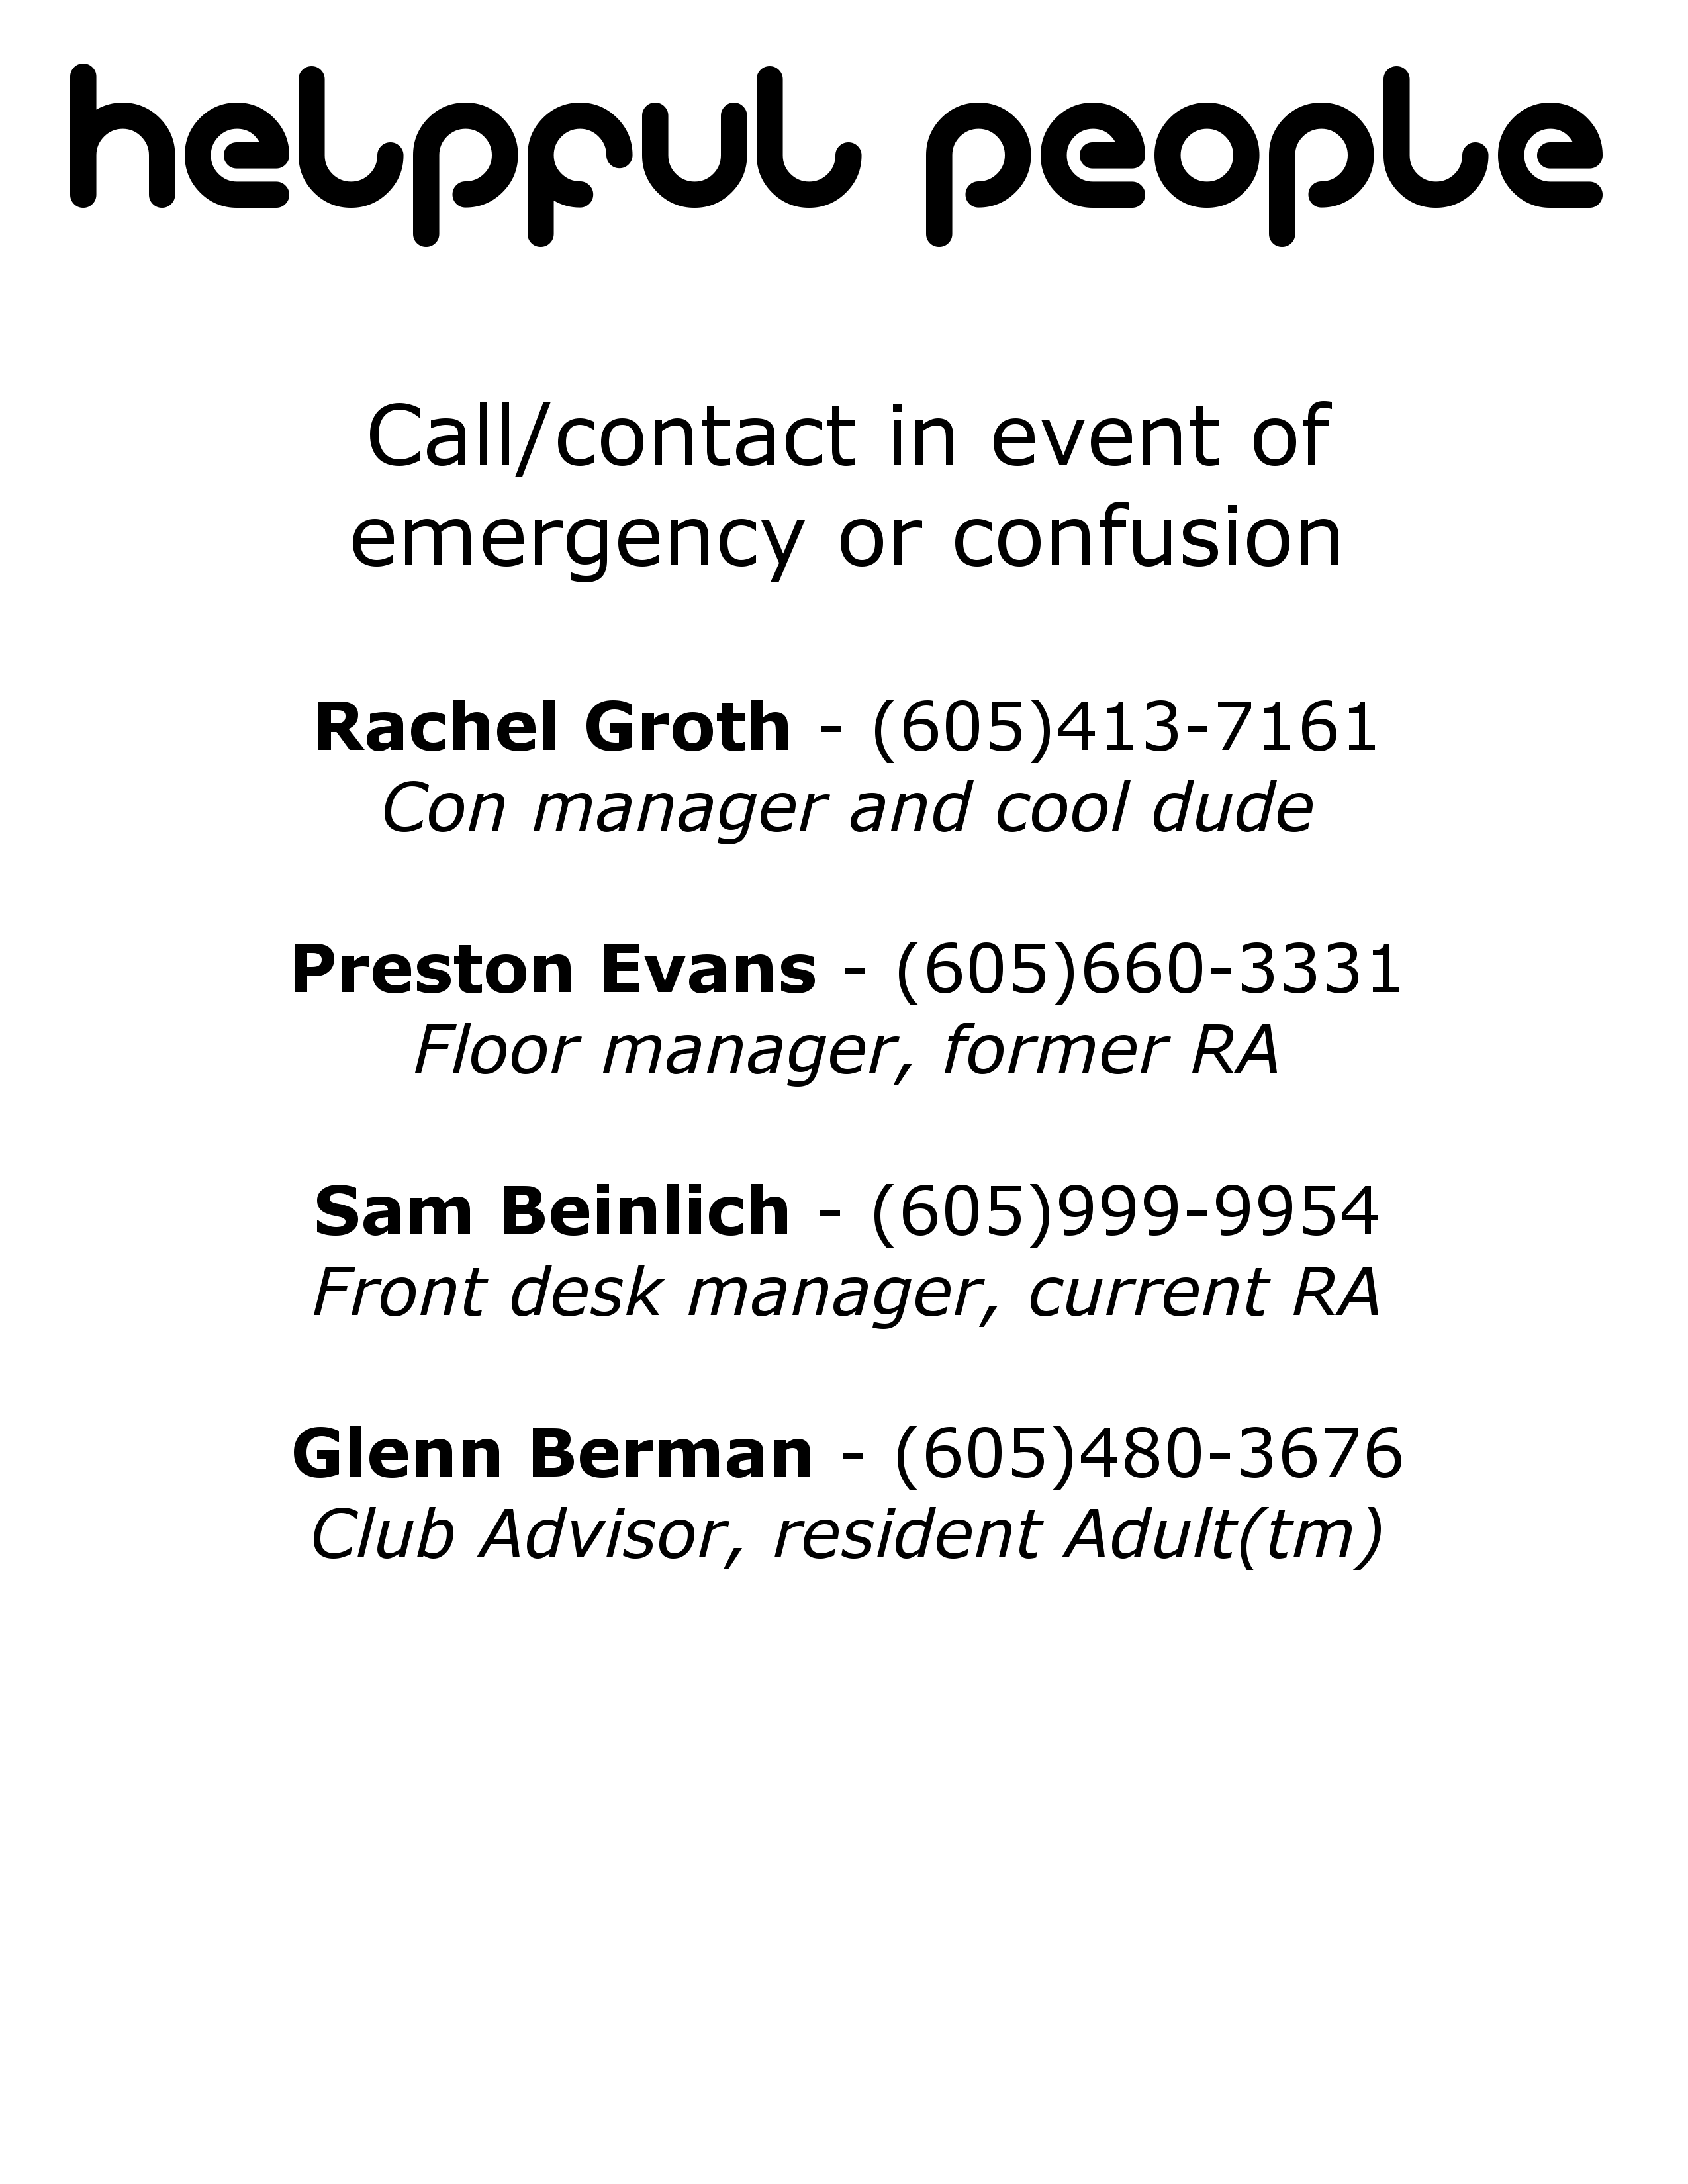 helpful people
Call/contact in event of
emergency or confusion
Rachel Groth - (605)413-7161
Con manager and cool dude
Preston Evans - (605)660-3331
Floor manager, former RA
Sam Beinlich - (605)999-9954
Front desk manager, current RA
Glenn Berman - (605)480-3676
Club Advisor, resident Adult(tm)